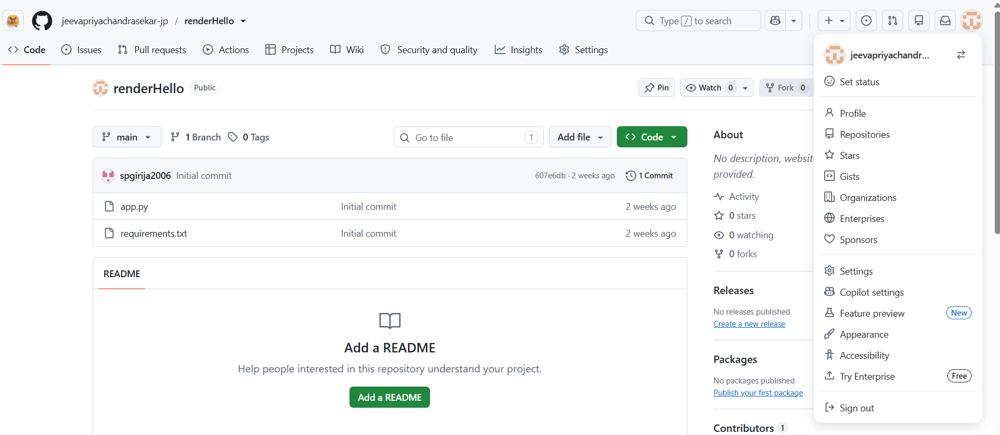 jeevapriyachandrasekar-jp / renderHello
Type / to search
Code Issues Pull requests Actions Projects Wiki Security and quality Insights Settings
renderHello Public
Pin Watch 0 Fork 0
main 1 Branch 0 Tags
Go to file T Add file Code
spgirija2006 Initial commit 607e6db · 2 weeks ago 1 Commit
app.py Initial commit 2 weeks ago
requirements.txt Initial commit 2 weeks ago
README
Add a README
Help people interested in this repository understand your project.
Add a README
About
No description, websit
provided.
Activity
0 stars
0 watching
0 forks
Releases
No releases published
Create a new release
Packages
No packages published
Publish your first package
Contributors 1
jeevapriyachandr...
Set status
Profile
Repositories
Stars
Gists
Organizations
Enterprises
Sponsors
Settings
Copilot settings
Feature preview New
Appearance
Accessibility
Try Enterprise Free
Sign out